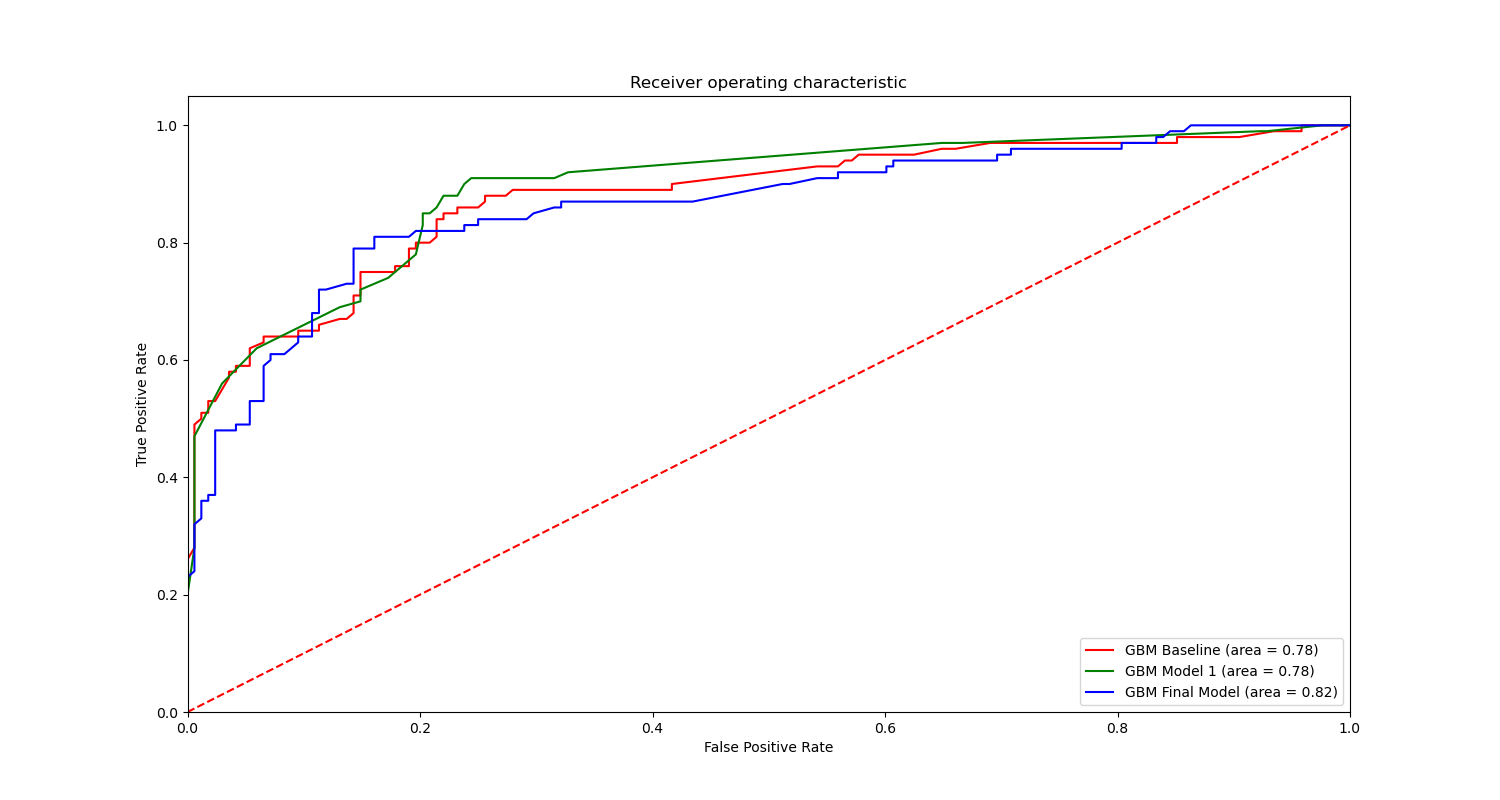 Receiver operating characteristic
1.0
0.8
0.6
0.4
0.2
0.0
True Positive Rate
0.0 0.2 0.4 0.6 0.8 1.0
False Positive Rate
GBM Baseline (area = 0.78)
GBM Model 1 (area = 0.78)
GBM Final Model (area = 0.82)